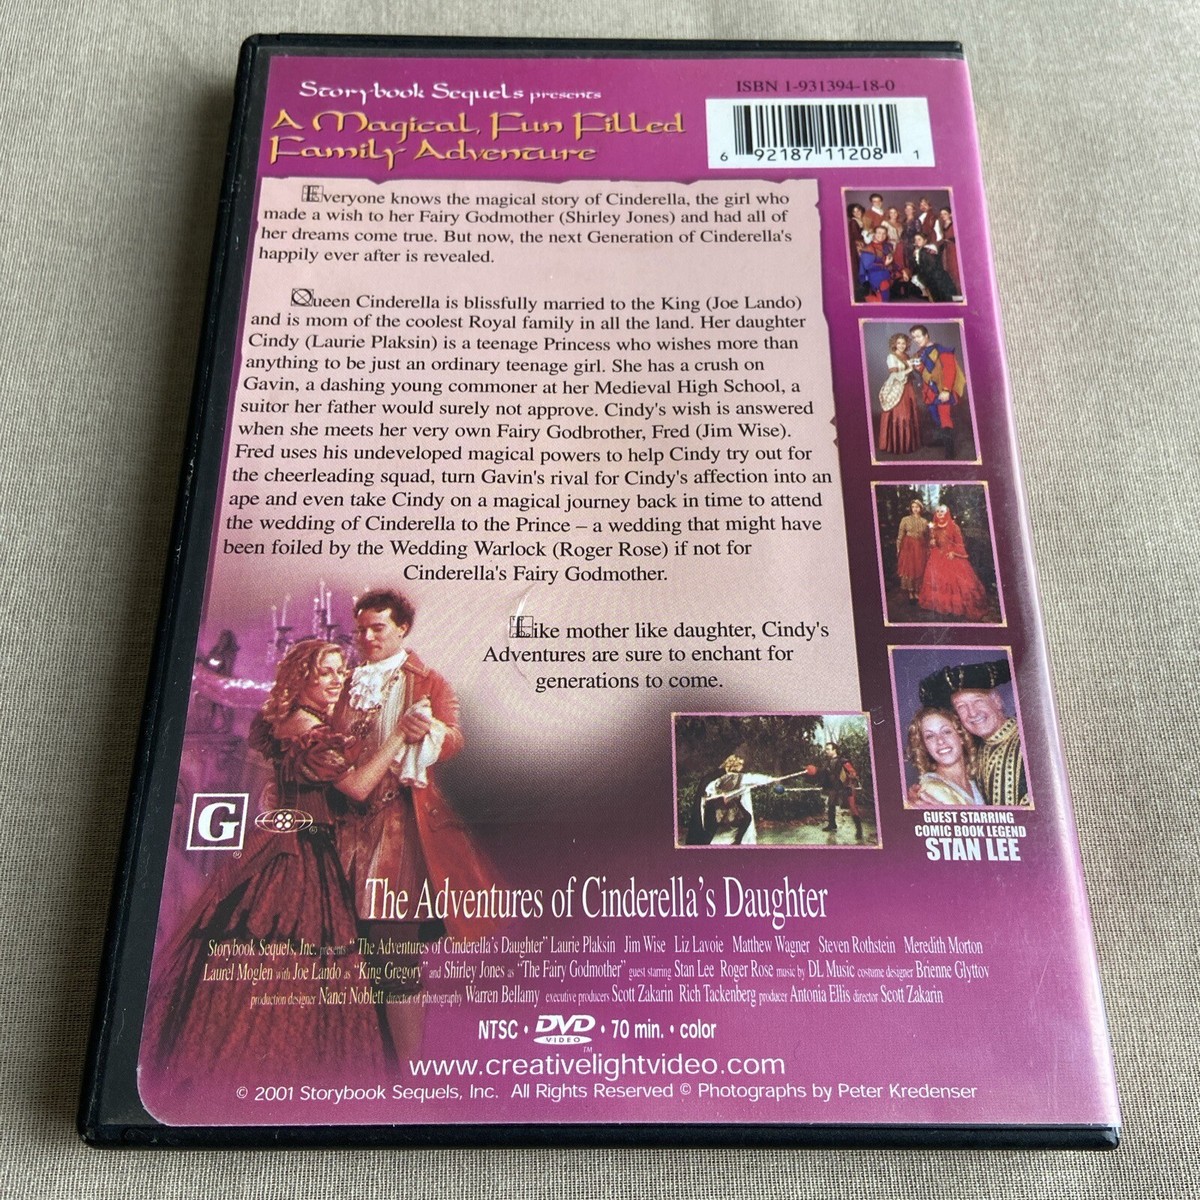 Storybook Sequels presents
A Magical, Fun Filled
Family Adventure
ISBN 1-931394-18-0
6 92187 11208 1
Everyone knows the magical story of Cinderella, the girl who
made a wish to her Fairy Godmother (Shirley Jones) and had all of
her dreams come true. But now, the next Generation of Cinderella's
happily ever after is revealed.
Queen Cinderella is blissfully married to the King (Joe Lando)
and is mom of the coolest Royal family in all the land. Her daughter
Cindy (Laurie Plaksin) is a teenage Princess who wishes more than
anything to be just an ordinary teenage girl. She has a crush on
Gavin, a dashing young commoner at her Medieval High School, a
suitor her father would surely not approve. Cindy's wish is answered
when she meets her very own Fairy Godbrother, Fred (Jim Wise).
Fred uses his undeveloped magical powers to help Cindy try out for
the cheerleading squad, turn Gavin's rival for Cindy's affection into an
ape and even take Cindy on a magical journey back in time to attend
the wedding of Cinderella to the Prince – a wedding that might have
been foiled by the Wedding Warlock (Roger Rose) if not for
Cinderella's Fairy Godmother.
Like mother like daughter, Cindy's
Adventures are sure to enchant for
generations to come.
GUEST STARRING
COMIC BOOK LEGEND
STAN LEE
G
®
®
The Adventures of Cinderella's Daughter
Storybook Sequels, Inc. presents "The Adventures of Cinderella's Daughter" Laurie Plaksin Jim Wise Liz Lavoie Matthew Wagner Steven Rothstein Meredith Morton
Laurel Moglen with Joe Lando as "King Gregory" and Shirley Jones as "The Fairy Godmother" guest starring Stan Lee Roger Rose music by DL Music costume designer Brienne Glyttov
production designer Nanci Noblett director of photography Warren Bellamy executive producers Scott Zakarin Rich Tackenberg producer Antonia Ellis director Scott Zakarin
NTSC • DVD VIDEO ™ • 70 min. • color
www.creativelightvideo.com
© 2001 Storybook Sequels, Inc. All Rights Reserved © Photographs by Peter Kredenser